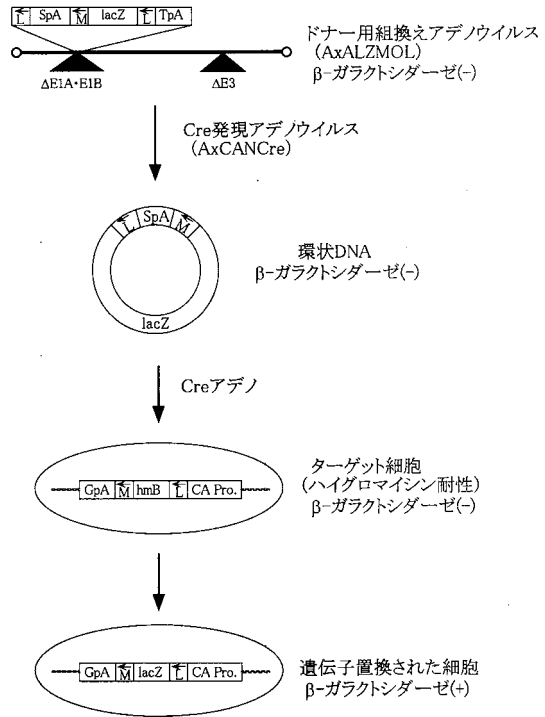 L SpA M lacZ L TpA
ドナー用組換えアデノウイルス
(AxALZMOL)
β-ガラクトシダーゼ(-)
ΔE1A・E1B
ΔE3
Cre発現アデノウイルス
(AxCANCre)
L SpA M
lacZ
環状DNA
β-ガラクトシダーゼ(-)
Creアデノ
ターゲット細胞
(ハイグロマイシン耐性)
β-ガラクトシダーゼ(-)
GpA M hmB L CA Pro.
GpA M lacZ L CA Pro.
遺伝子置換された細胞
β-ガラクトシダーゼ(+)